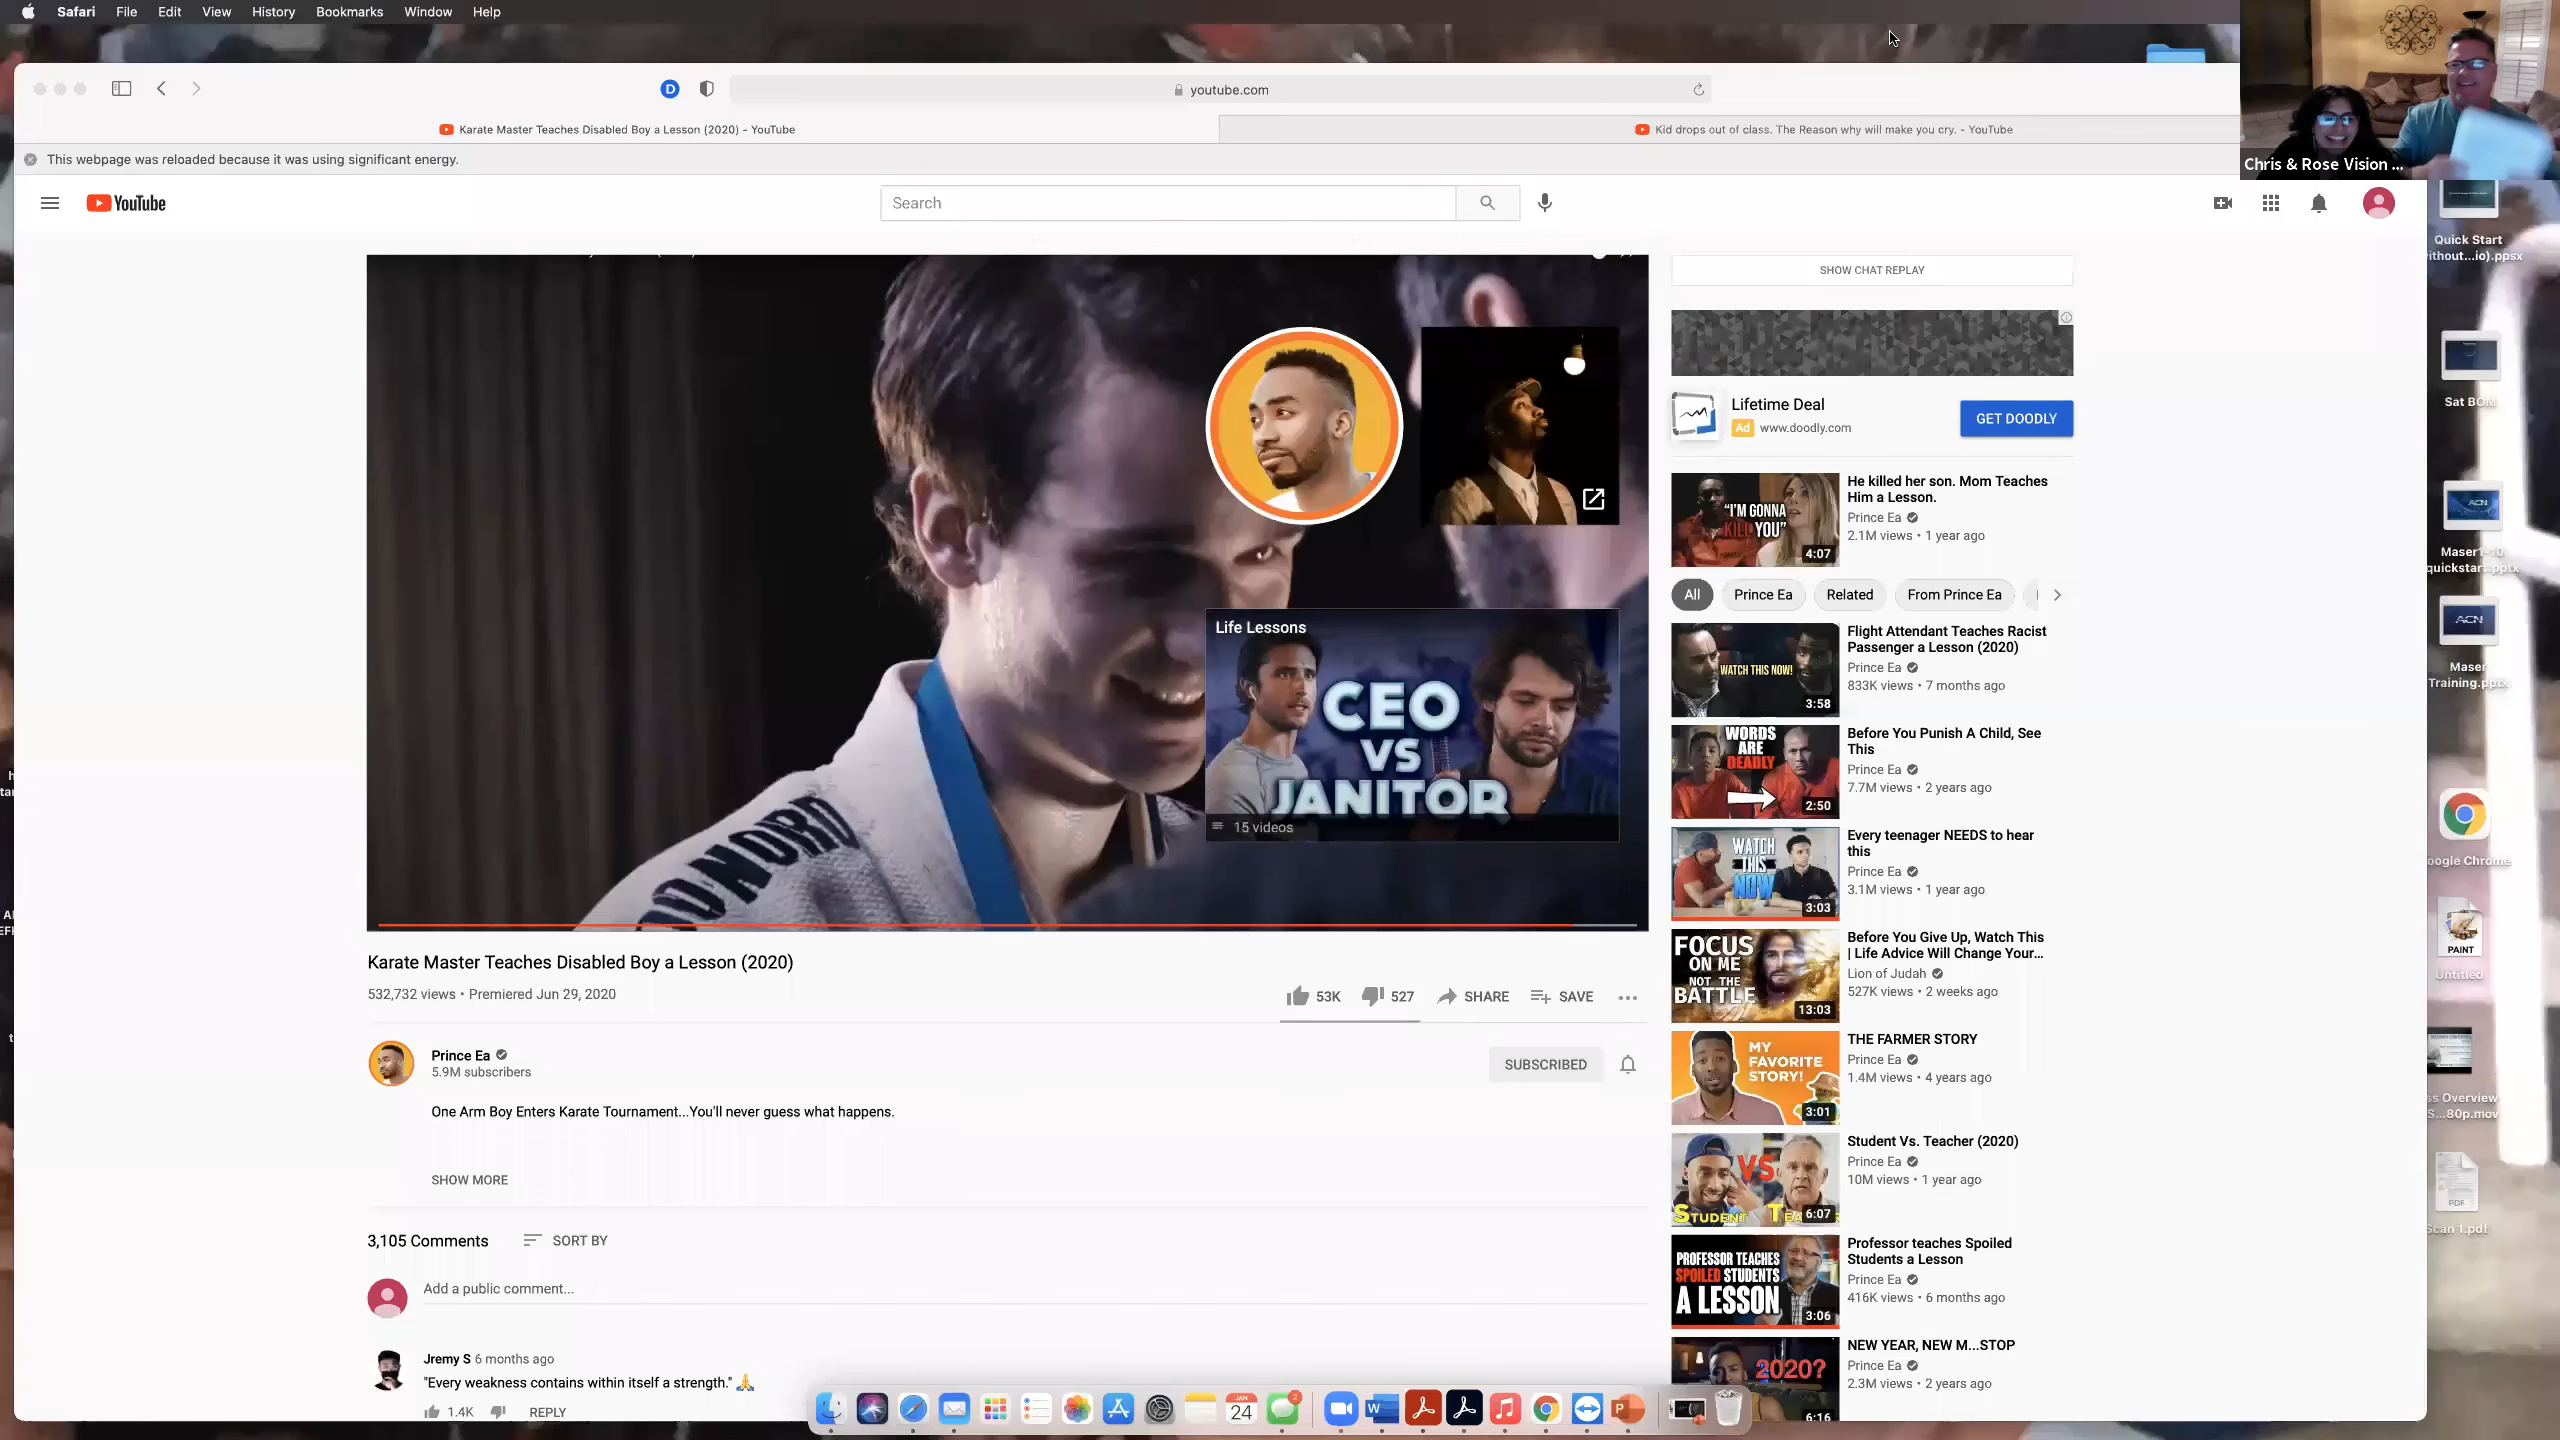 Safari File Edit View History Bookmarks Window Help
youtube.com
Karate Master Teaches Disabled Boy a Lesson (2020) - YouTube
Kid drops out of class. The Reason why will make you cry. - YouTube
This webpage was reloaded because it was using significant energy.
Chris & Rose Vision ...
YouTube
Search
SHOW CHAT REPLAY
Lifetime Deal
Ad www.doodly.com
GET DOODLY
Life Lessons
CEO
VS
JANITOR
15 videos
Karate Master Teaches Disabled Boy a Lesson (2020)
532,732 views • Premiered Jun 29, 2020
53K 527 SHARE SAVE
Prince Ea
5.9M subscribers
SUBSCRIBED
One Arm Boy Enters Karate Tournament...You'll never guess what happens.
SHOW MORE
3,105 Comments SORT BY
Add a public comment...
Jremy S 6 months ago
"Every weakness contains within itself a strength." 🙏
1.4K REPLY
"I'M GONNA
KILL YOU"
4:07
He killed her son. Mom Teaches
Him a Lesson.
Prince Ea
2.1M views • 1 year ago
All Prince Ea Related From Prince Ea
WATCH THIS NOW!
3:58
Flight Attendant Teaches Racist
Passenger a Lesson (2020)
Prince Ea
833K views • 7 months ago
WORDS
ARE
DEADLY
2:50
Before You Punish A Child, See
This
Prince Ea
7.7M views • 2 years ago
WATCH
THIS
NOW
3:03
Every teenager NEEDS to hear
this
Prince Ea
3.1M views • 1 year ago
FOCUS
ON ME
NOT THE
BATTLE
13:03
Before You Give Up, Watch This
| Life Advice Will Change Your...
Lion of Judah
527K views • 2 weeks ago
MY
FAVORITE
STORY!
3:01
THE FARMER STORY
Prince Ea
1.4M views • 4 years ago
VS
STUDENT
6:07
Student Vs. Teacher (2020)
Prince Ea
10M views • 1 year ago
PROFESSOR TEACHES
SPOILED STUDENTS
A LESSON
3:06
Professor teaches Spoiled
Students a Lesson
Prince Ea
416K views • 6 months ago
2020?
6:16
NEW YEAR, NEW M...STOP
Prince Ea
2.3M views • 2 years ago
Quick Start
ithout...io).ppsx
Sat BOM
ACN
Maser1-10
quickstart.pptx
ACN
Maser
Training.pptx
oogle Chrome
PAINT
Untitled
ss Overview
S...80p.mov
PDF
Scan 1.pdf
JAN
24
2